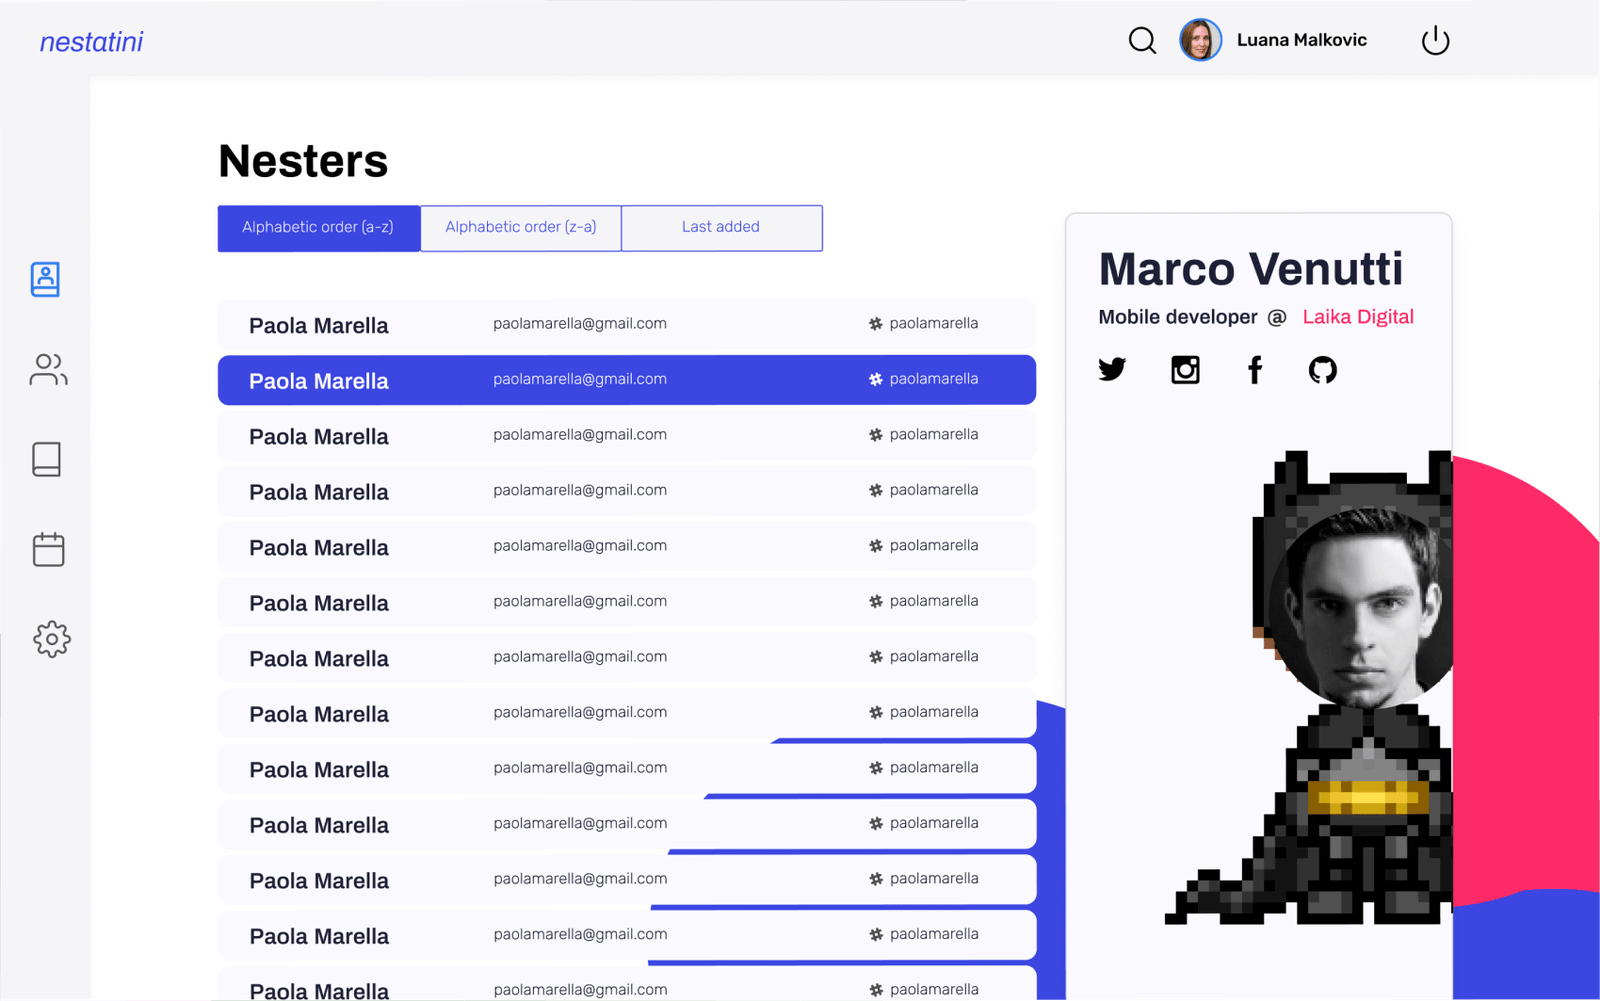 nestatini
Luana Malkovic
Nesters
Alphabetic order (a-z) Alphabetic order (z-a) Last added
Paola Marella paolamarella@gmail.com paolamarella
Paola Marella paolamarella@gmail.com paolamarella
Paola Marella paolamarella@gmail.com paolamarella
Paola Marella paolamarella@gmail.com paolamarella
Paola Marella paolamarella@gmail.com paolamarella
Paola Marella paolamarella@gmail.com paolamarella
Paola Marella paolamarella@gmail.com paolamarella
Paola Marella paolamarella@gmail.com paolamarella
Paola Marella paolamarella@gmail.com paolamarella
Paola Marella paolamarella@gmail.com paolamarella
Paola Marella paolamarella@gmail.com paolamarella
Paola Marella paolamarella@gmail.com paolamarella
Paola Marella paolamarella@gmail.com paolamarella
Marco Venutti
Mobile developer @ Laika Digital